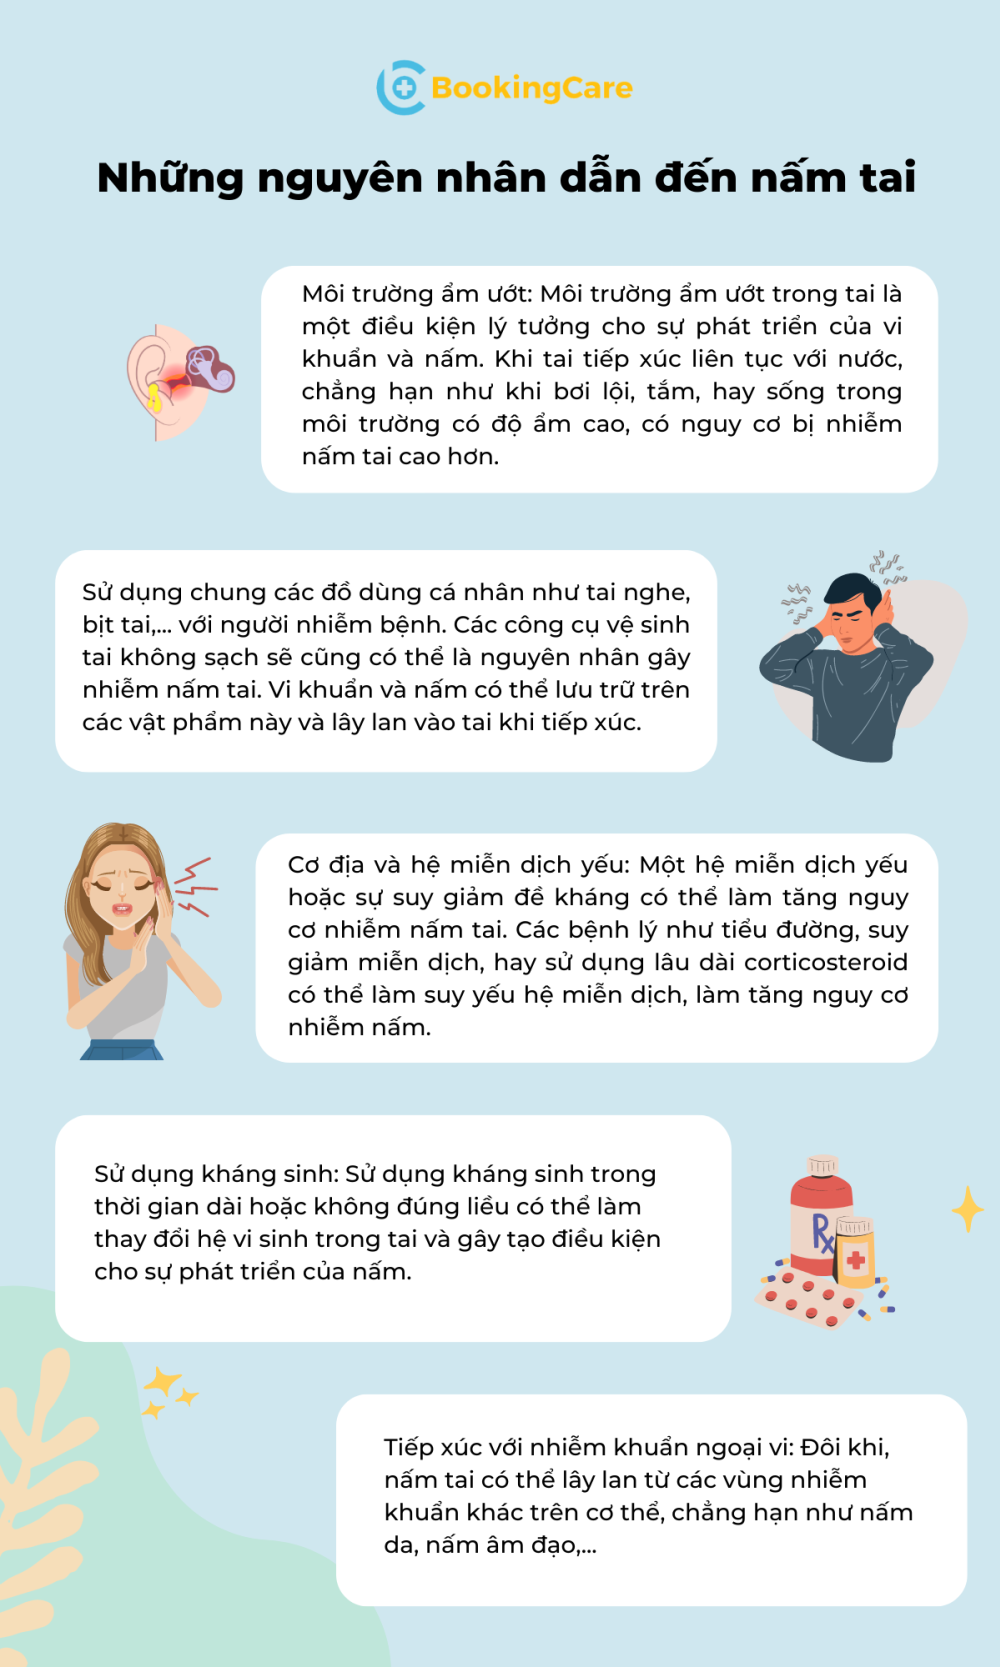 BookingCare
Những nguyên nhân dẫn đến nấm tai
Môi trường ẩm ướt: Môi trường ẩm ướt trong tai là
một điều kiện lý tưởng cho sự phát triển của vi
khuẩn và nấm. Khi tai tiếp xúc liên tục với nước,
chẳng hạn như khi bơi lội, tắm, hay sống trong
môi trường có độ ẩm cao, có nguy cơ bị nhiễm
nấm tai cao hơn.
Sử dụng chung các đồ dùng cá nhân như tai nghe,
bịt tai,... với người nhiễm bệnh. Các công cụ vệ sinh
tai không sạch sẽ cũng có thể là nguyên nhân gây
nhiễm nấm tai. Vi khuẩn và nấm có thể lưu trữ trên
các vật phẩm này và lây lan vào tai khi tiếp xúc.
Cơ địa và hệ miễn dịch yếu: Một hệ miễn dịch yếu
hoặc sự suy giảm đề kháng có thể làm tăng nguy
cơ nhiễm nấm tai. Các bệnh lý như tiểu đường, suy
giảm miễn dịch, hay sử dụng lâu dài corticosteroid
có thể làm suy yếu hệ miễn dịch, làm tăng nguy cơ
nhiễm nấm.
Sử dụng kháng sinh: Sử dụng kháng sinh trong
thời gian dài hoặc không đúng liều có thể làm
thay đổi hệ vi sinh trong tai và gây tạo điều kiện
cho sự phát triển của nấm.
Rx
Tiếp xúc với nhiễm khuẩn ngoại vi: Đôi khi,
nấm tai có thể lây lan từ các vùng nhiễm
khuẩn khác trên cơ thể, chẳng hạn như nấm
da, nấm âm đạo,...